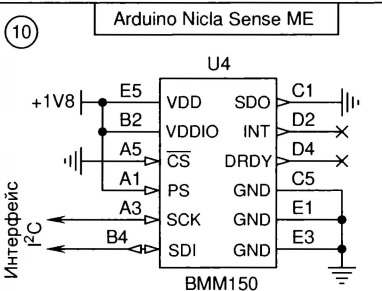 10
Arduino Nicla Sense ME
U4
+1V8
E5 VDD SDO C1
B2 VDDIO INT D2
A5 CS DRDY D4
A1 PS GND C5
A3 SCK GND E1
B4 SDI GND E3
Интерфейс
I²C
BMM150